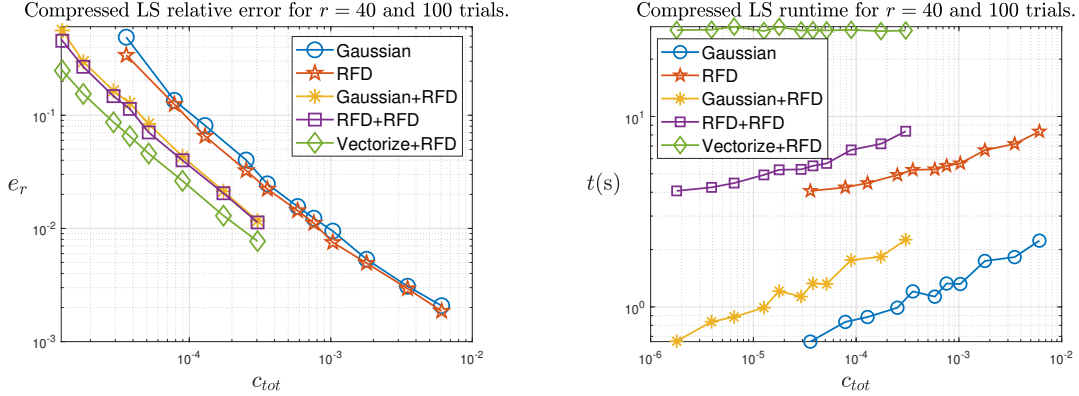 Compressed LS relative error for r = 40 and 100 trials.
10^-1
10^-2
10^-3
e_r
10^-4
10^-3
10^-2
c_tot
Gaussian
RFD
Gaussian+RFD
RFD+RFD
Vectorize+RFD
Compressed LS runtime for r = 40 and 100 trials.
10^1
10^0
t(s)
10^-6
10^-5
10^-4
10^-3
10^-2
c_tot
Gaussian
RFD
Gaussian+RFD
RFD+RFD
Vectorize+RFD